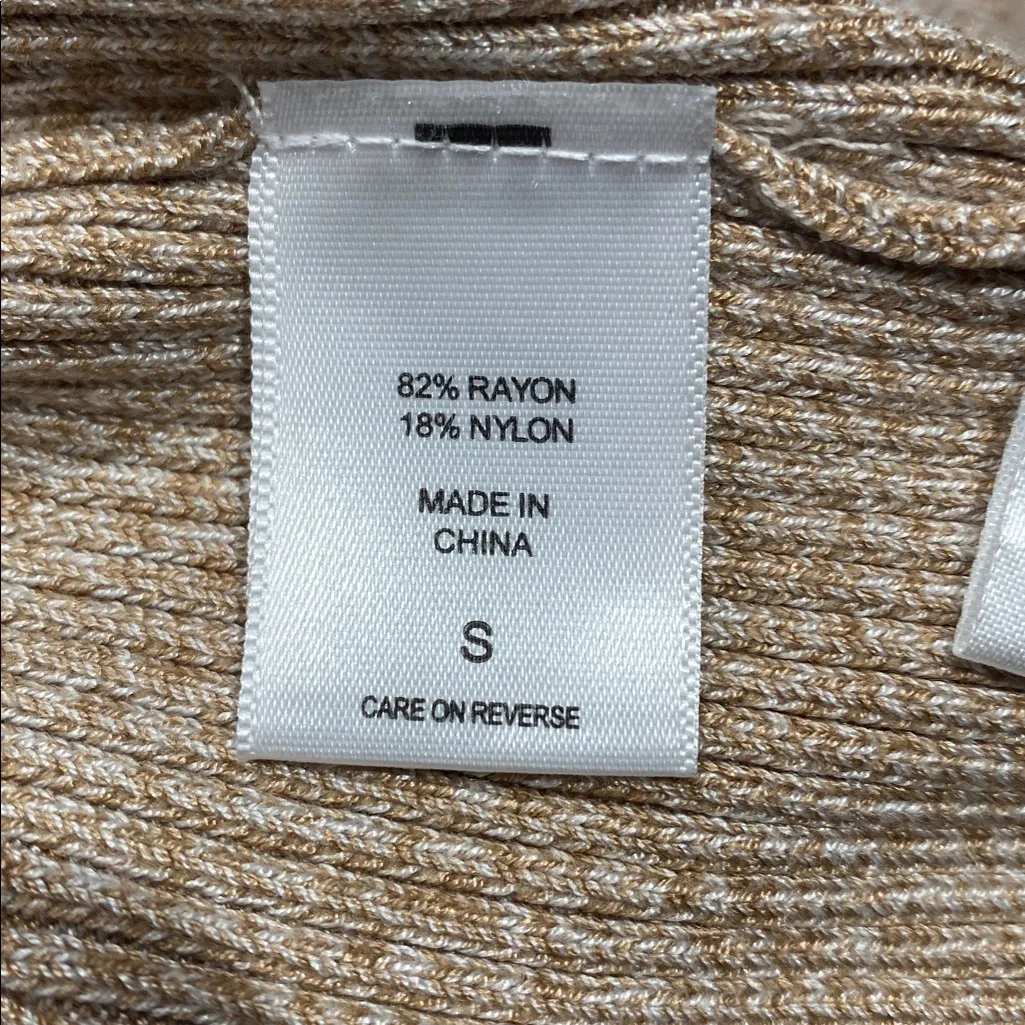 82% RAYON
18% NYLON
MADE IN
CHINA
S
CARE ON REVERSE